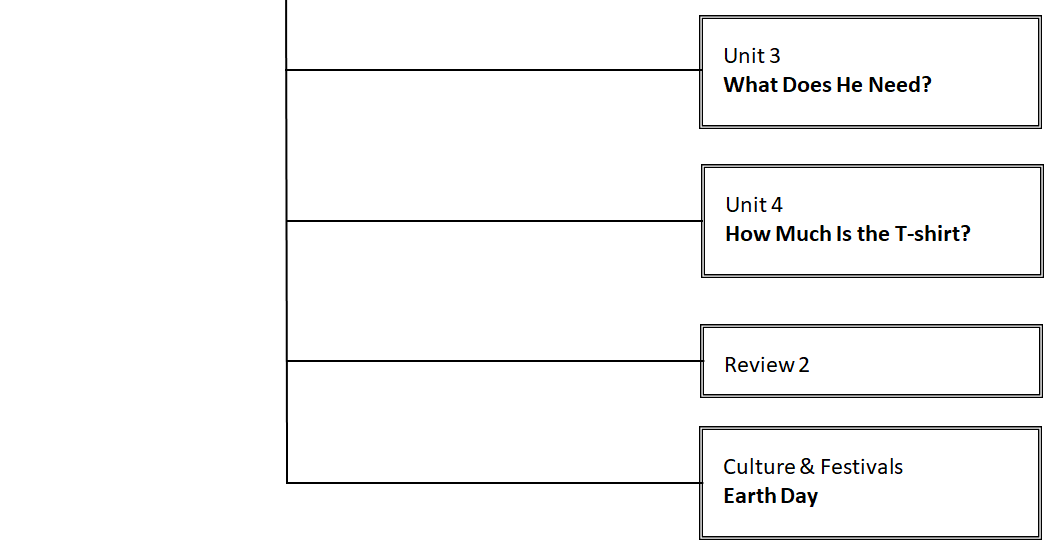 Unit 3
What Does He Need?
Unit 4
How Much Is the T-shirt?
Review 2
Culture & Festivals
Earth Day